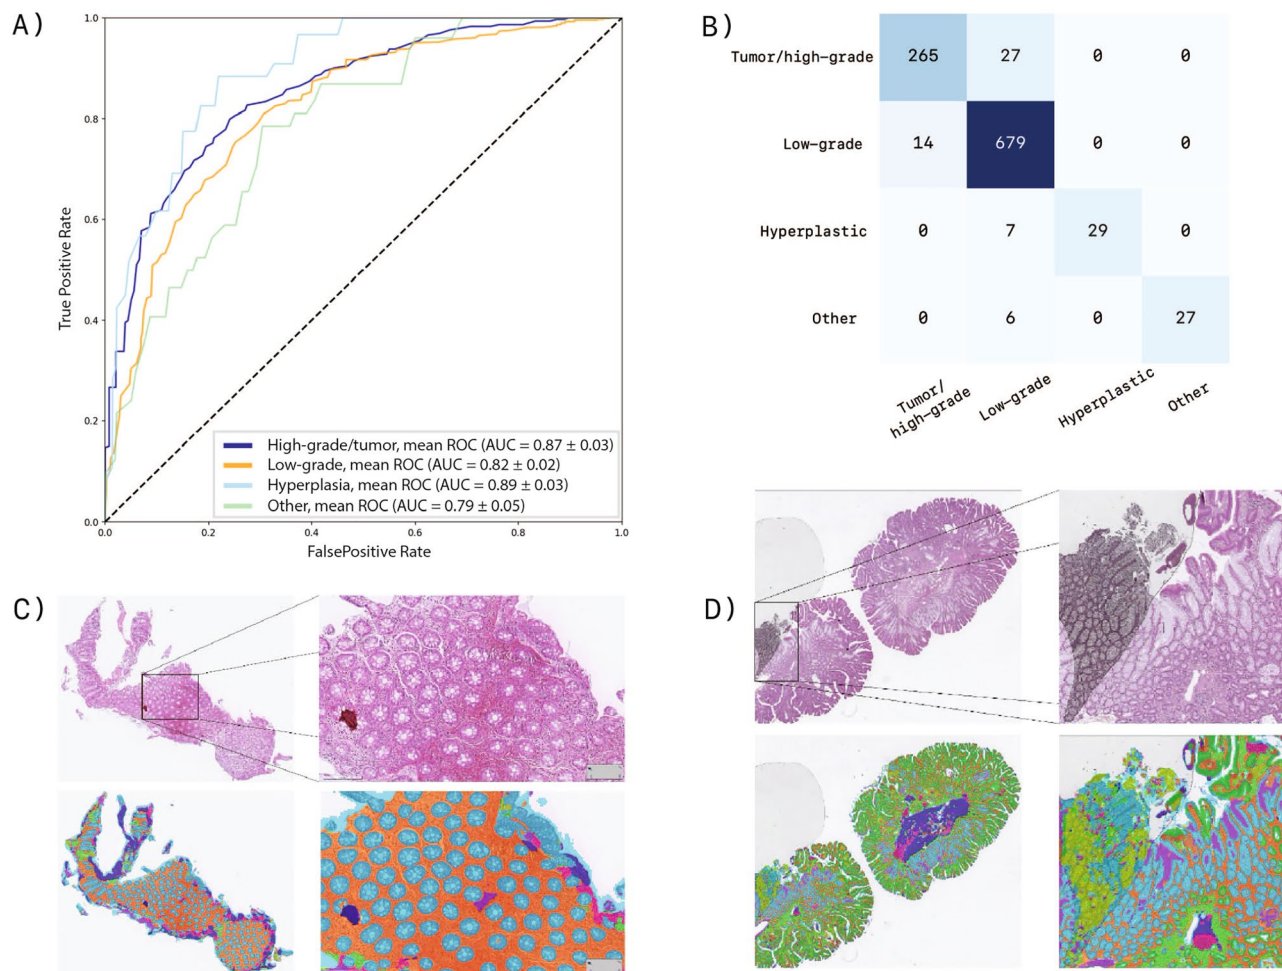 A)
1.0
0.8
0.6
0.4
0.2
0.0
True Positive Rate
0.0
0.2
0.4
0.6
0.8
1.0
FalsePositive Rate
High-grade/tumor, mean ROC (AUC = 0.87 ± 0.03)
Low-grade, mean ROC (AUC = 0.82 ± 0.02)
Hyperplasia, mean ROC (AUC = 0.89 ± 0.03)
Other, mean ROC (AUC = 0.79 ± 0.05)
B)
Tumor/high-grade 265 27 0 0
Low-grade 14 679 0 0
Hyperplastic 0 7 29 0
Other 0 6 0 27
Tumor/
high-grade
Low-grade
Hyperplastic
Other
C)
D)